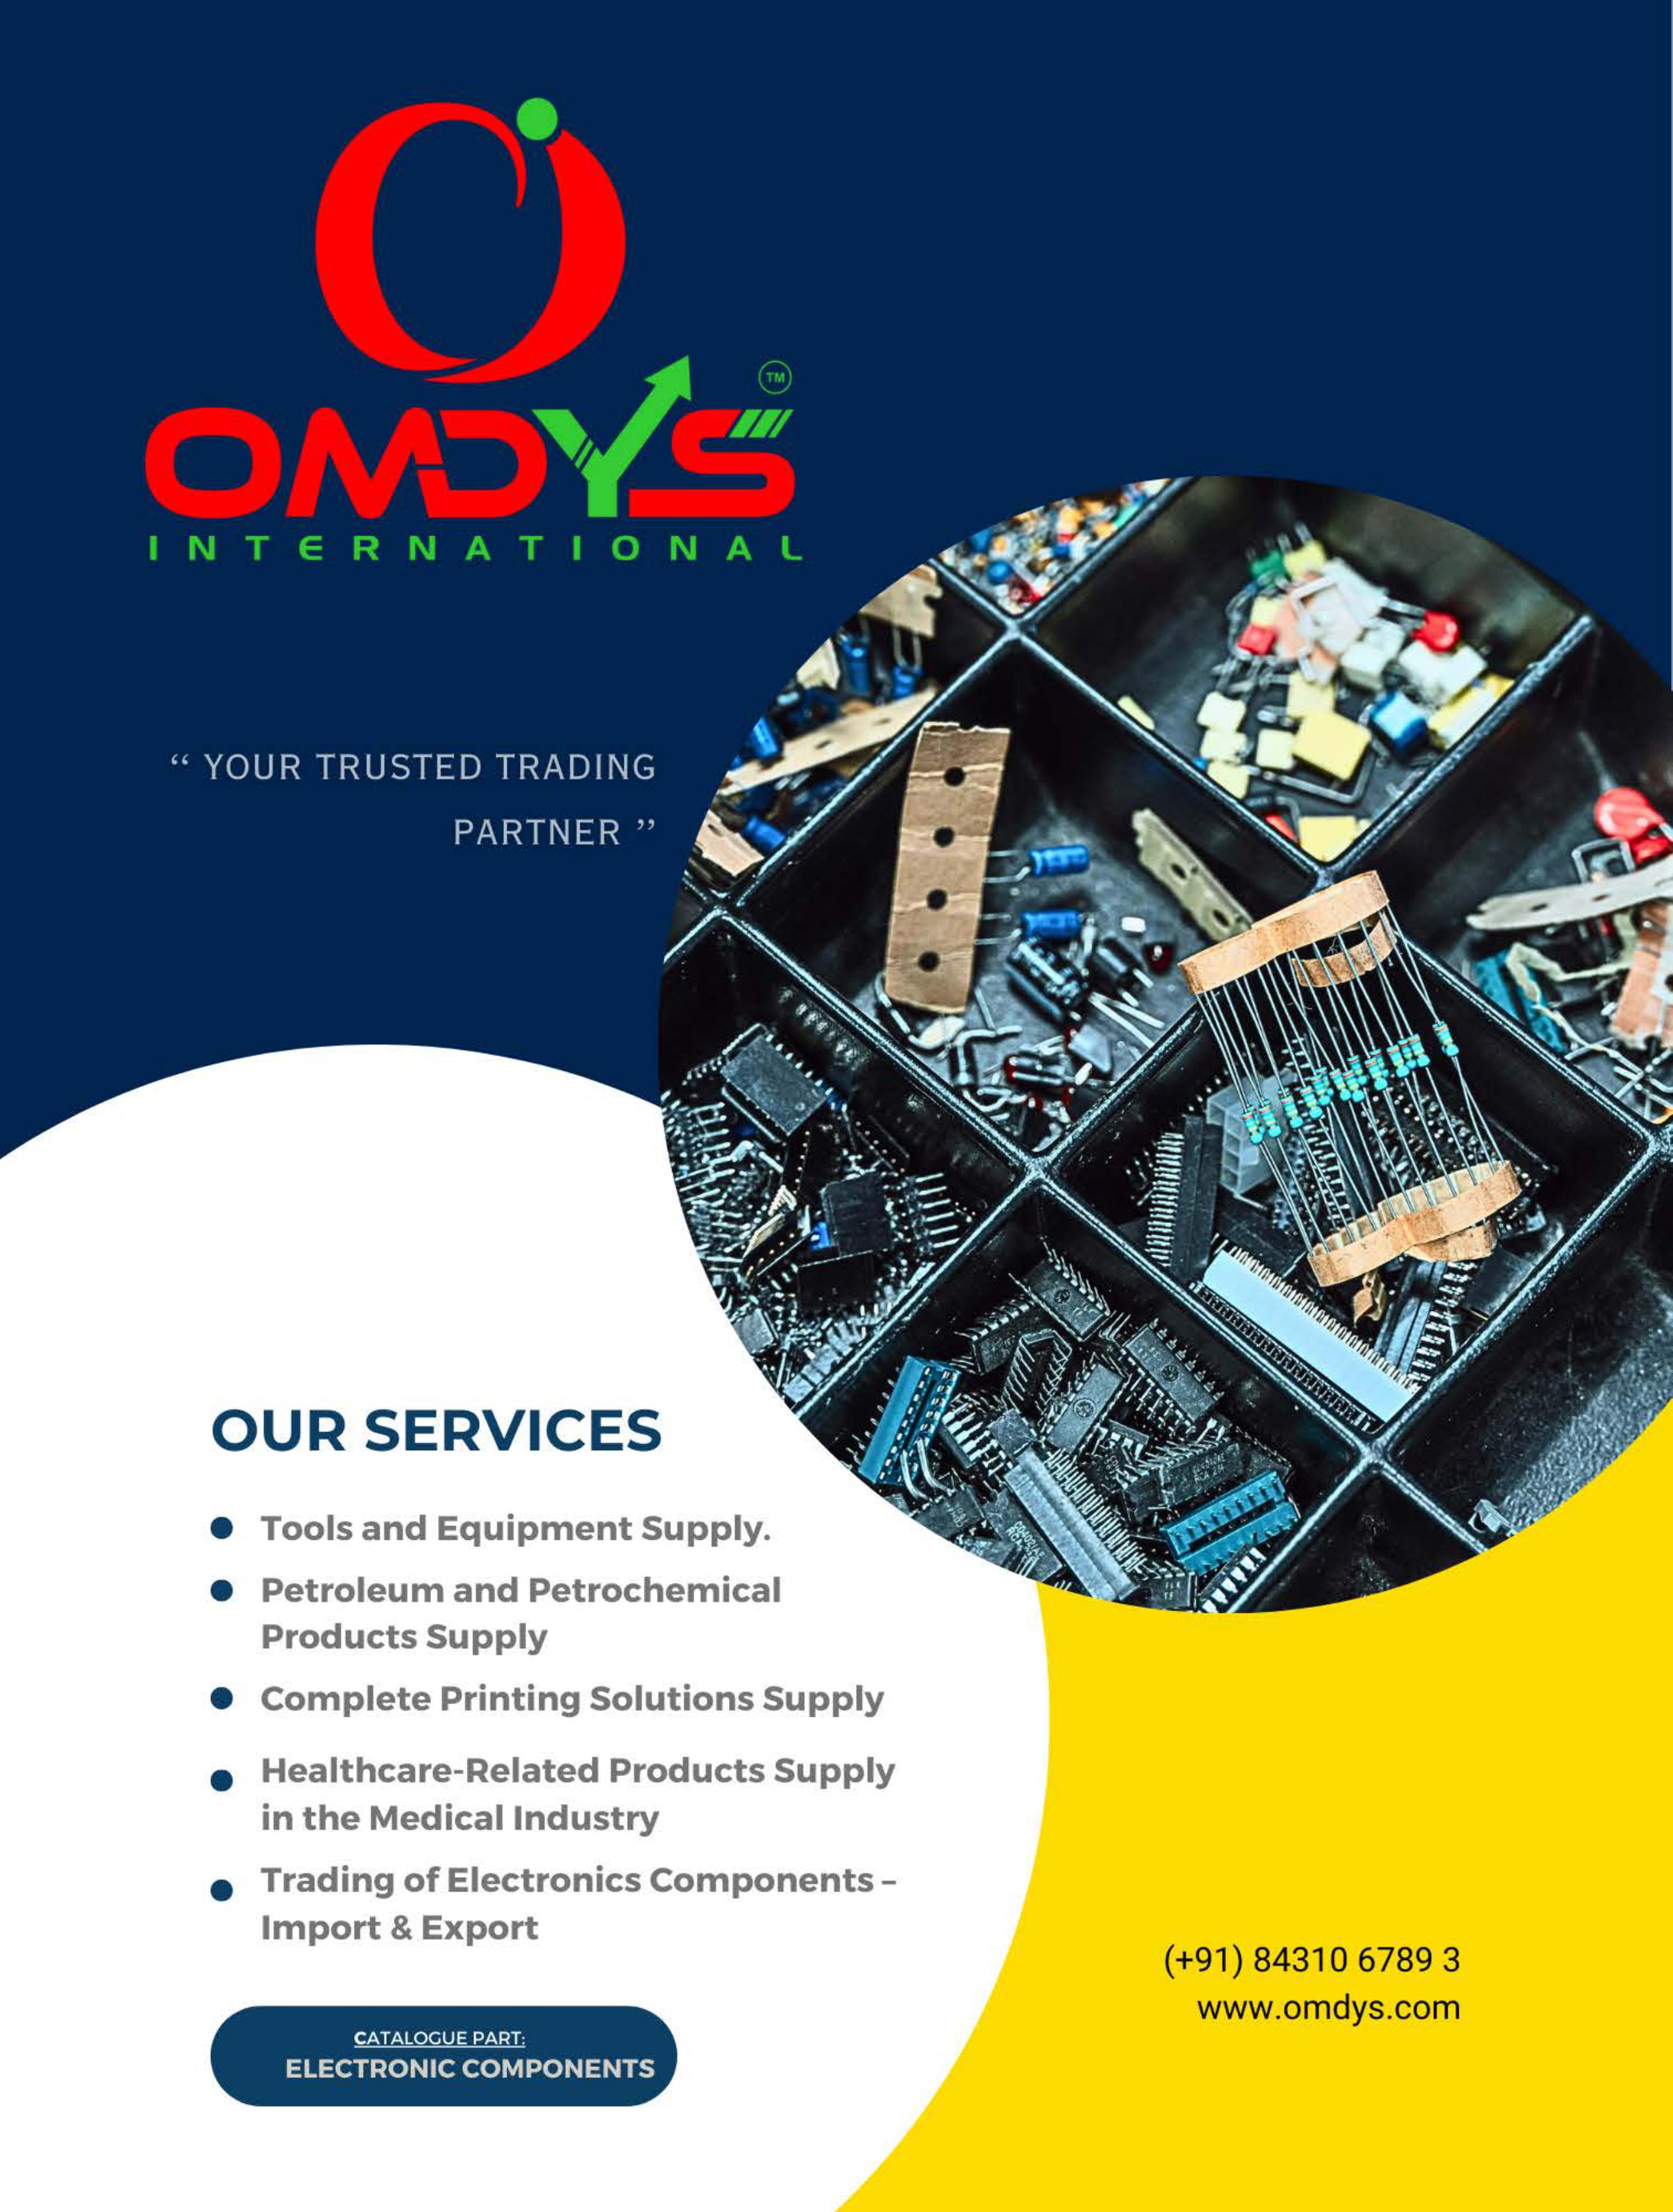 TM
OMDYS
INTERNATIONAL
“ YOUR TRUSTED TRADING
PARTNER ”
OUR SERVICES
● Tools and Equipment Supply.
● Petroleum and Petrochemical
Products Supply
● Complete Printing Solutions Supply
● Healthcare-Related Products Supply
in the Medical Industry
● Trading of Electronics Components –
Import & Export
CATALOGUE PART:
ELECTRONIC COMPONENTS
(+91) 84310 6789 3
www.omdys.com